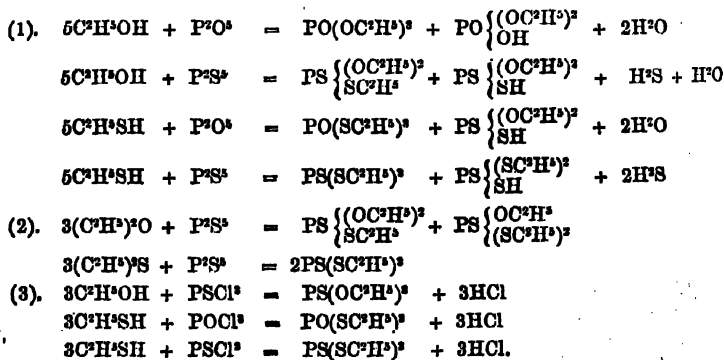 (1). 5C²H⁵OH + P²O⁵ = PO(OC²H⁵)³ + PO{(OC²H⁵)² OH + 2H²O
5C²H⁵OH + P²S⁵ = PS{(OC²H⁵)² SC²H⁵ + PS{(OC²H⁵)² SH + H²S + H²O
5C²H⁵SH + P²O⁵ = PO(SC²H⁵)³ + PS{(OC²H⁵)² SH + 2H²O
5C²H⁵SH + P²S⁵ = PS(SC²H⁵)³ + PS{(SC²H⁵)² SH + 2H²S
(2). 3(C²H⁵)²O + P²S⁵ = PS{(OC²H⁵)² SC²H⁵ + PS{OC²H⁵ (SC²H⁵)²
3(C²H⁵)²S + P²S⁵ = 2PS(SC²H⁵)³
(3). 3C²H⁵OH + PSCl³ = PS(OC²H⁵)³ + 3HCl
3C²H⁵SH + POCl³ = PO(SC²H⁵)³ + 3HCl
3C²H⁵SH + PSCl³ = PS(SC²H⁵)³ + 3HCl.